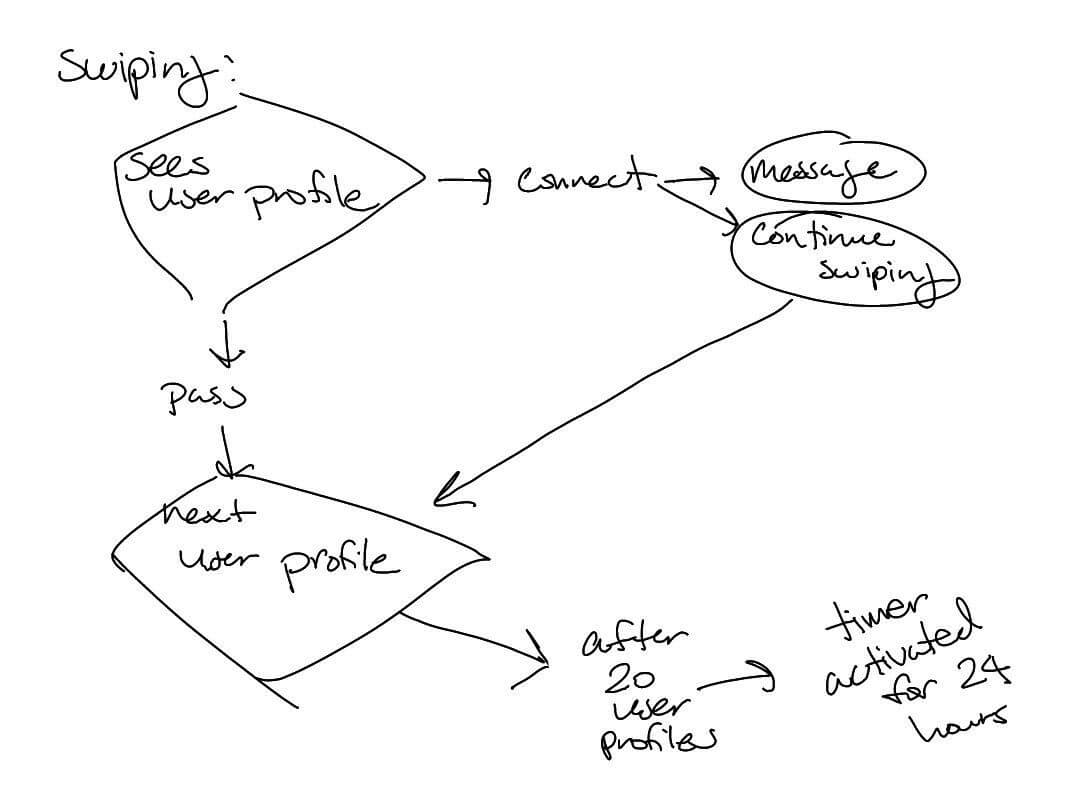 Swiping:
sees
user profile
connect
message
continue
swiping
pass
next
user profile
after
20
user
profiles
timer
activated
for 24
hours